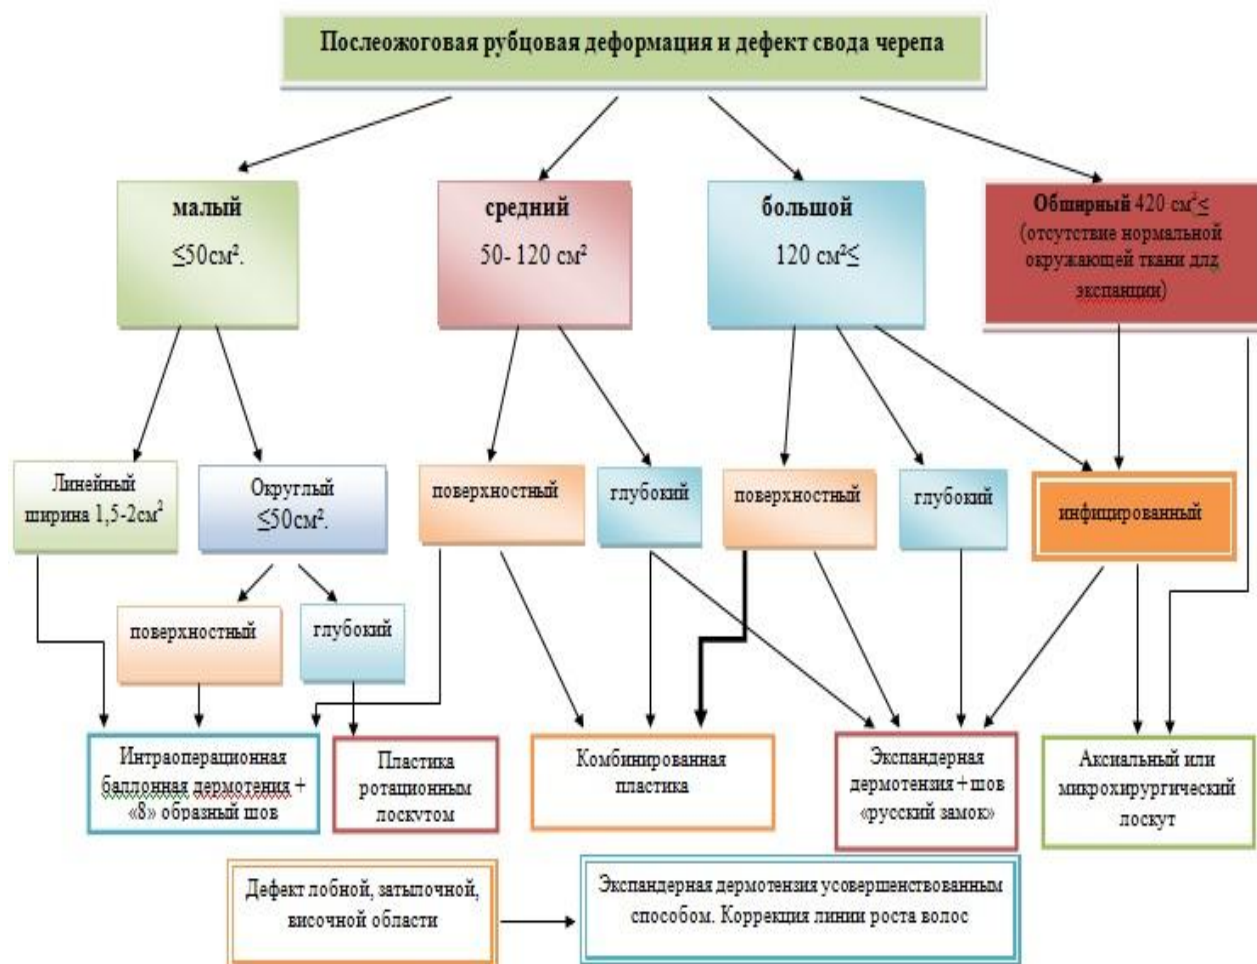 Послеожоговая рубцовая деформация и дефект свода черепа
малый
≤50см².
средний
50- 120 см²
большой
120 см²≤
Обширный 420 см²≤
(отсутствие нормальной
окружающей ткани для
экспанции)
Линейный
ширина 1,5-2см²
Округлый
≤50см².
поверхностный
глубокий
поверхностный
глубокий
инфицированный
поверхностный
глубокий
Интраоперационная
баллонная дермотения +
«8» образный шов
Пластика
ротационным
лоскутом
Комбинированная
пластика
Экспандерная
дермотензия + шов
«русский замок»
Аксиальный или
микрохирургический
лоскут
Дефект лобной, затылочной,
височной области
Экспандерная дермотензия усовершенствованным
способом. Коррекция линии роста волос